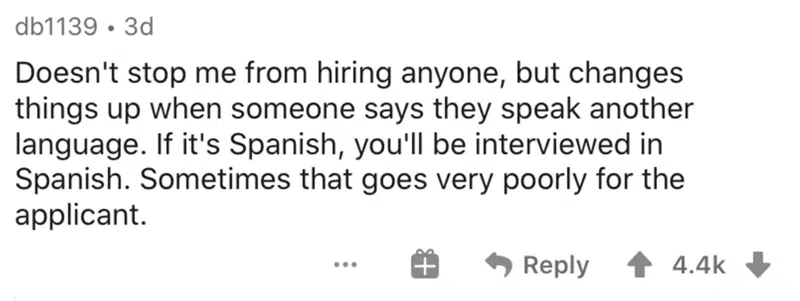 db1139 • 3d
Doesn't stop me from hiring anyone, but changes
things up when someone says they speak another
language. If it's Spanish, you'll be interviewed in
Spanish. Sometimes that goes very poorly for the
applicant.
... Reply 4.4k